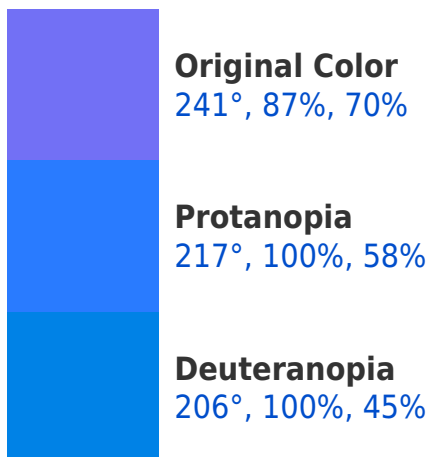 Original Color
241°, 87%, 70%
Protanopia
217°, 100%, 58%
Deuteranopia
206°, 100%, 45%